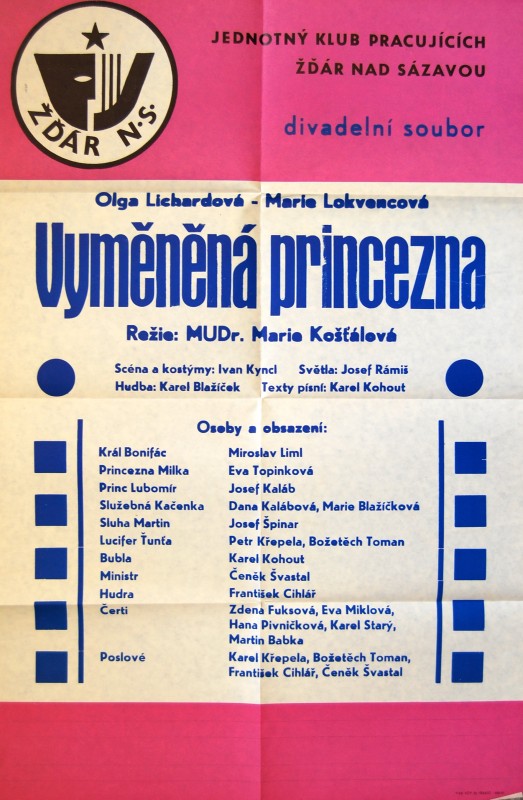 ŽĎÁR N.S.
JEDNOTNÝ KLUB PRACUJÍCÍCH
ŽĎÁR NAD SÁZAVOU
divadelní soubor
Olga Lichardová - Marie Lokvencová
Vyměněná princezna
Režie: MUDr. Marie Košťálová
Scéna a kostýmy: Ivan Kyncl Světla: Josef Rámiš
Hudba: Karel Blažíček Texty písní: Karel Kohout
Osoby a obsazení:
Král Bonifác Miroslav Liml
Princezna Milka Eva Topinková
Princ Lubomír Josef Kaláb
Služebná Kačenka Dana Kalábová, Marie Blažíčková
Sluha Martin Josef Špinar
Lucifer Ťunťa Petr Křepela, Božetěch Toman
Bubla Karel Kohout
Ministr Čeněk Švastal
Hudra František Cihlář
Čerti Zdena Fuksová, Eva Miklová,
Hana Pivničková, Karel Starý,
Martin Babka
Poslové Karel Křepela, Božetěch Toman,
František Cihlář, Čeněk Švastal